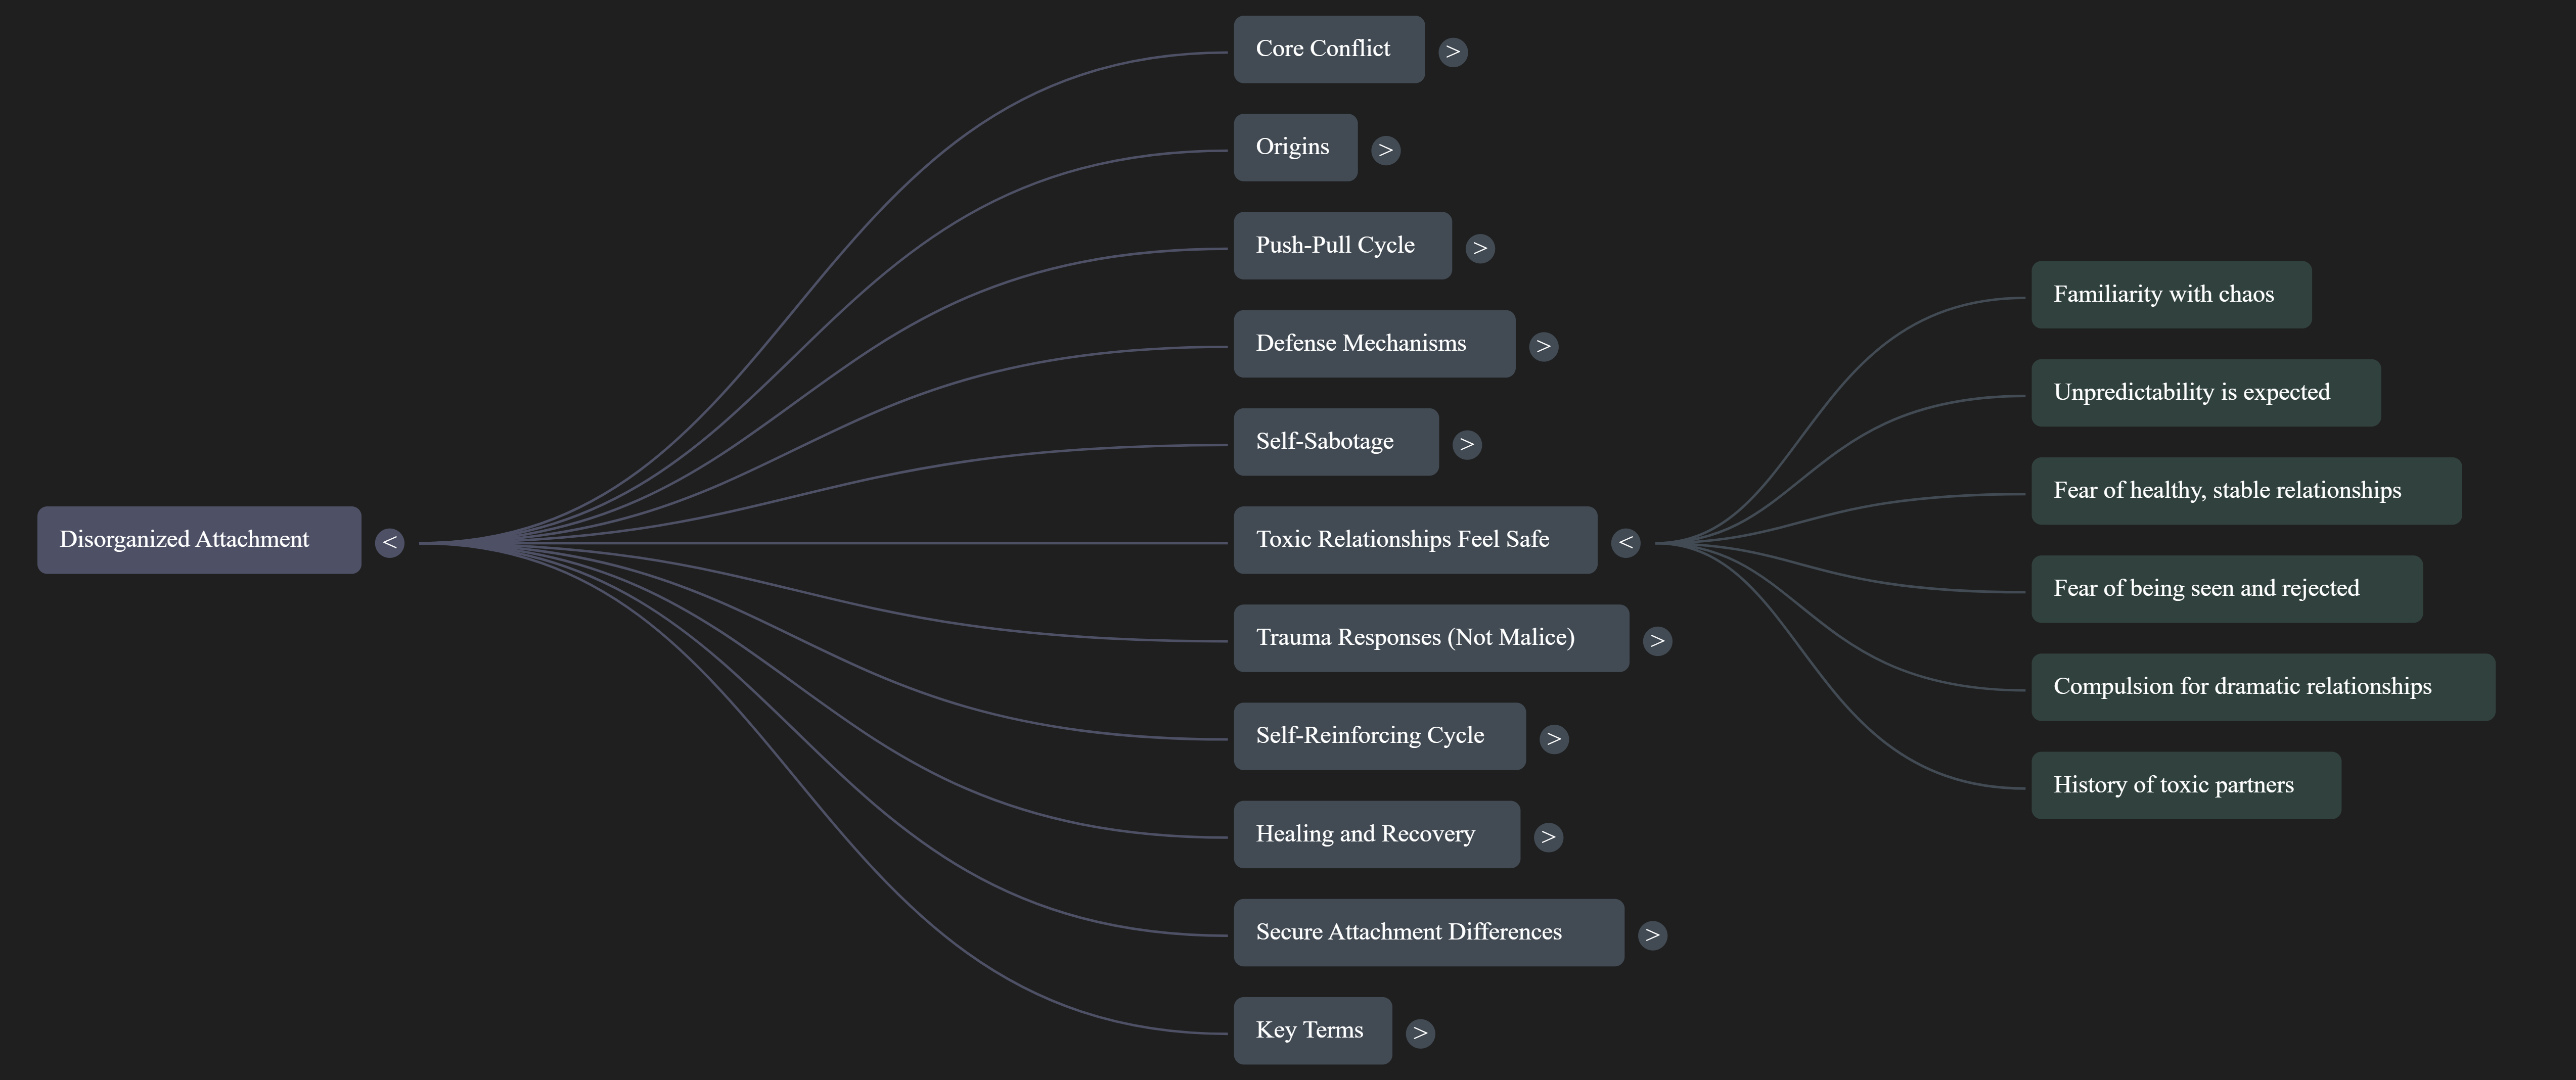 Disorganized Attachment
<
Core Conflict
>
Origins
>
Push-Pull Cycle
>
Defense Mechanisms
>
Self-Sabotage
>
Toxic Relationships Feel Safe
<
Familiarity with chaos
Unpredictability is expected
Fear of healthy, stable relationships
Fear of being seen and rejected
Compulsion for dramatic relationships
History of toxic partners
Trauma Responses (Not Malice)
>
Self-Reinforcing Cycle
>
Healing and Recovery
>
Secure Attachment Differences
>
Key Terms
>